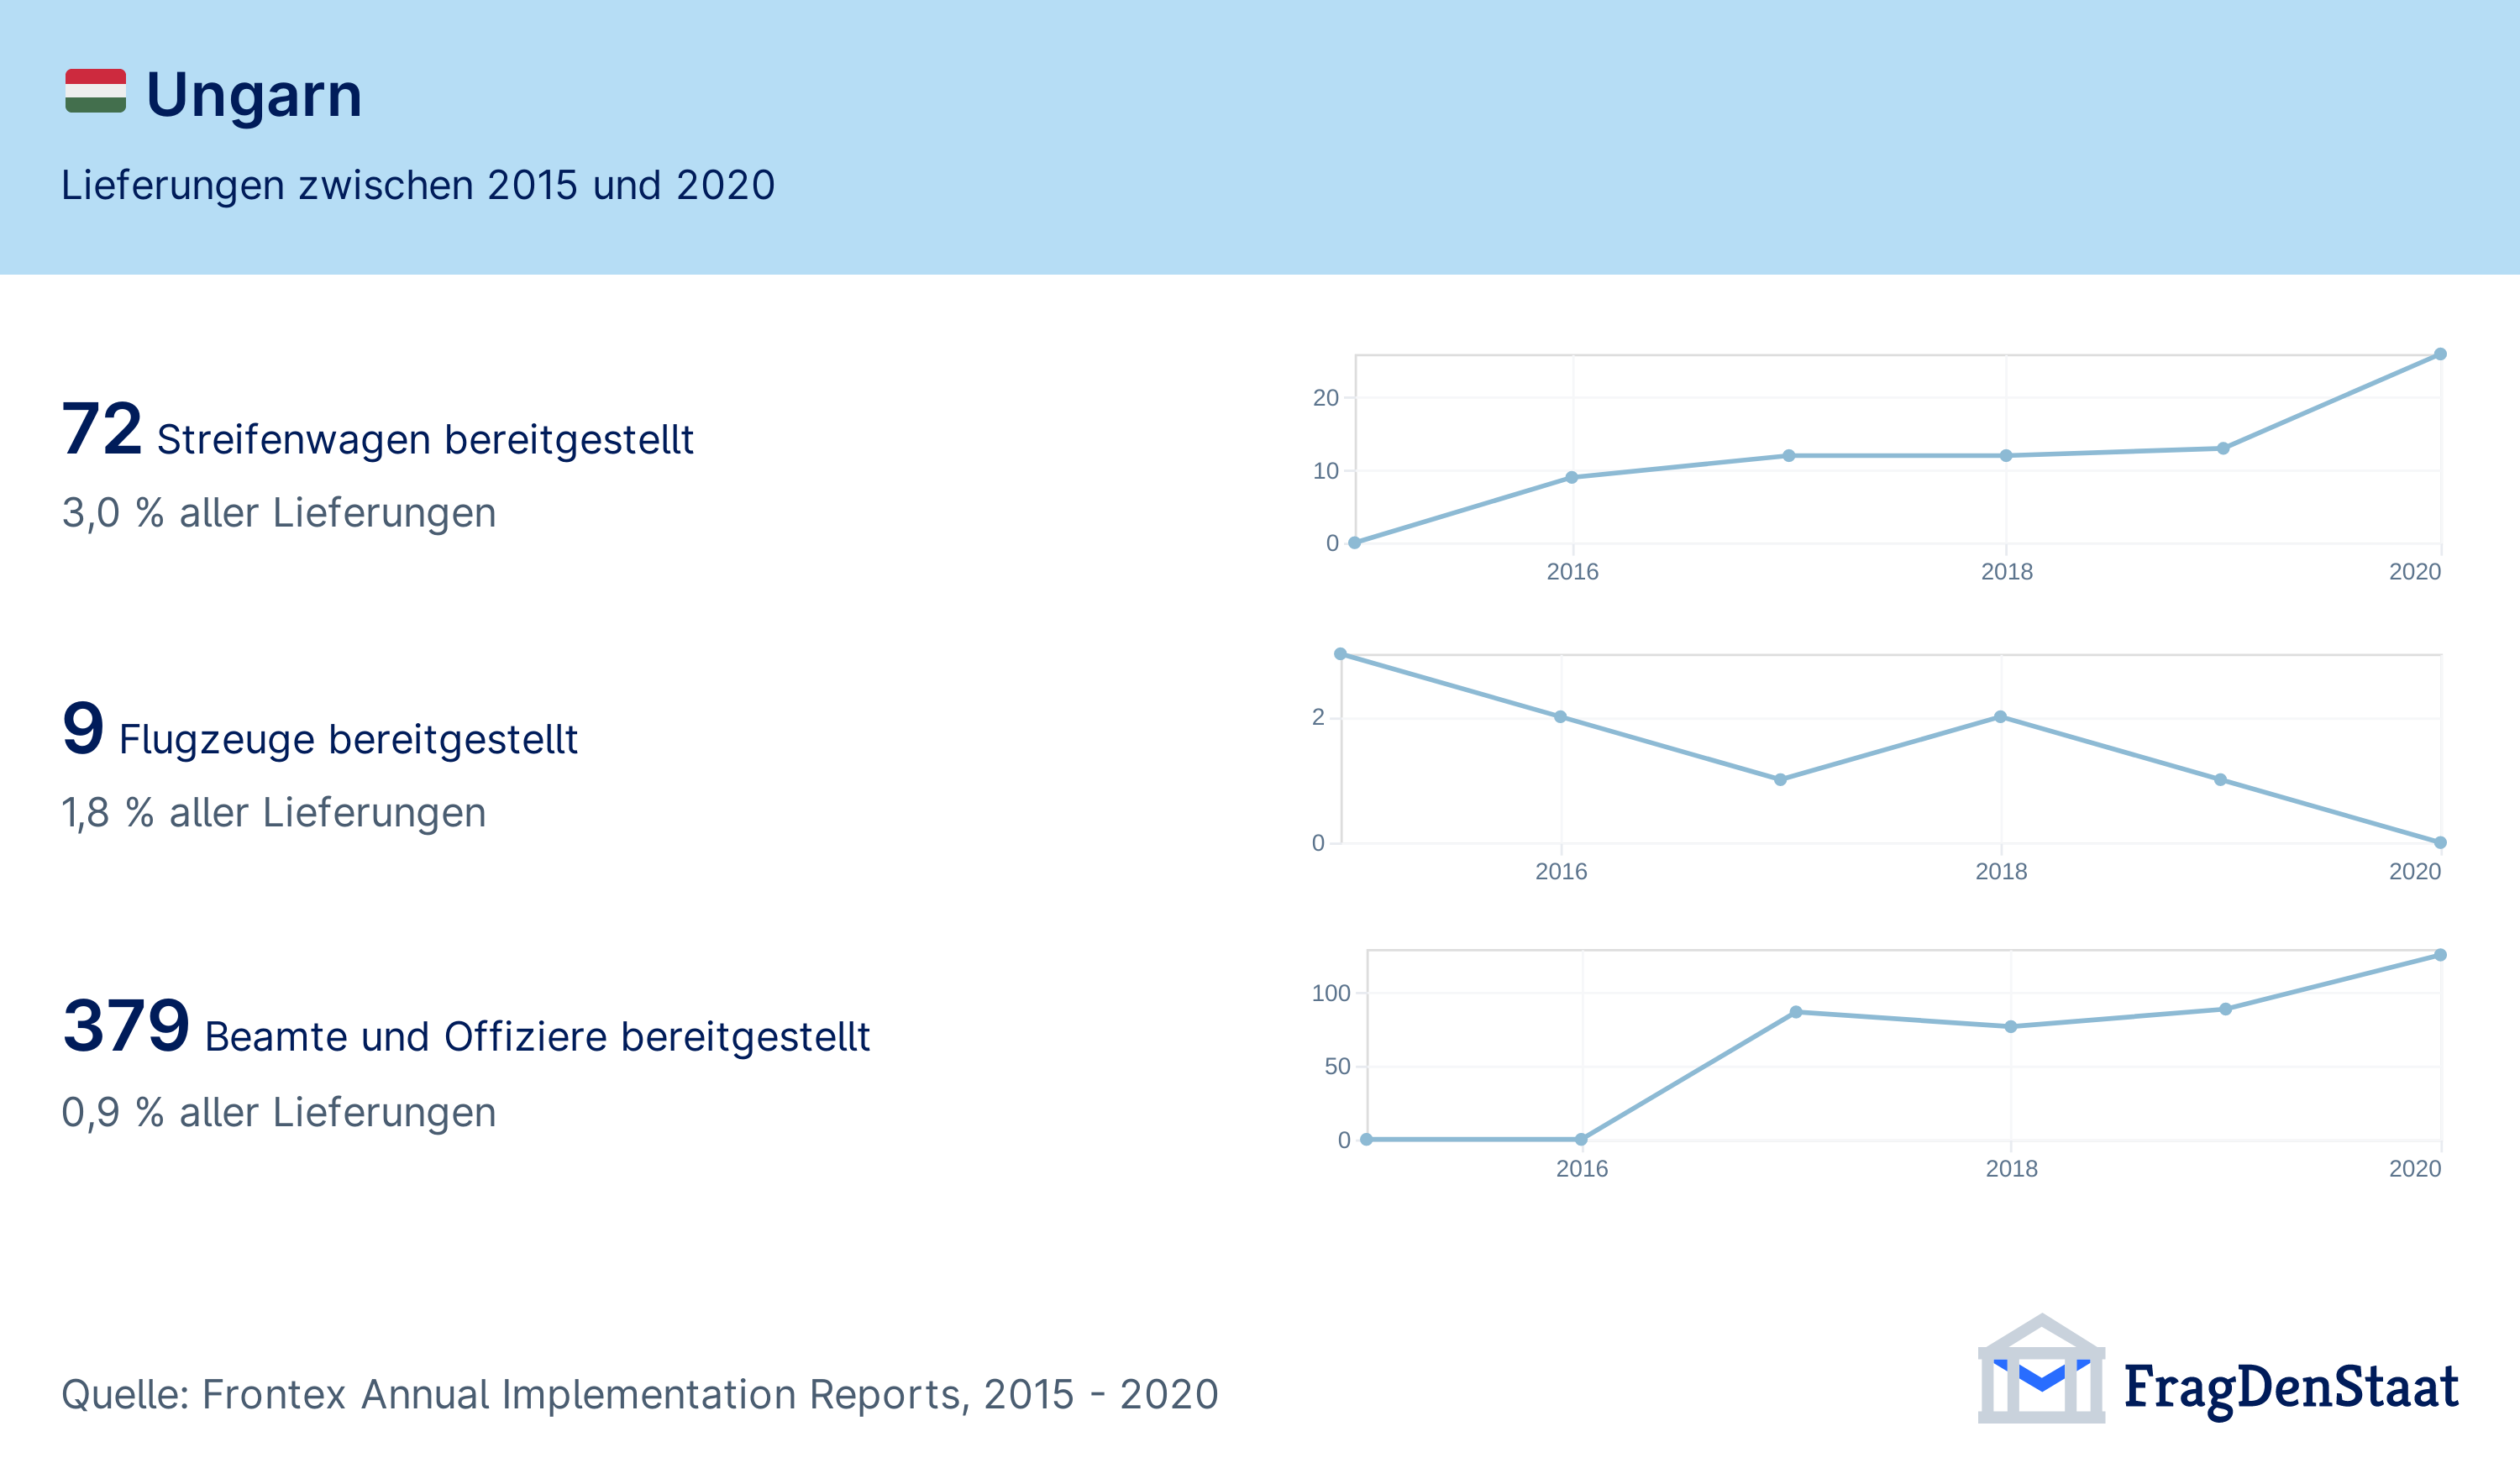 Ungarn
Lieferungen zwischen 2015 und 2020
72 Streifenwagen bereitgestellt
3,0 % aller Lieferungen
20
10
0
2016 2018 2020
9 Flugzeuge bereitgestellt
1,8 % aller Lieferungen
2
0
2016 2018 2020
379 Beamte und Offiziere bereitgestellt
0,9 % aller Lieferungen
100
50
0
2016 2018 2020
Quelle: Frontex Annual Implementation Reports, 2015 - 2020
FragDenStaat